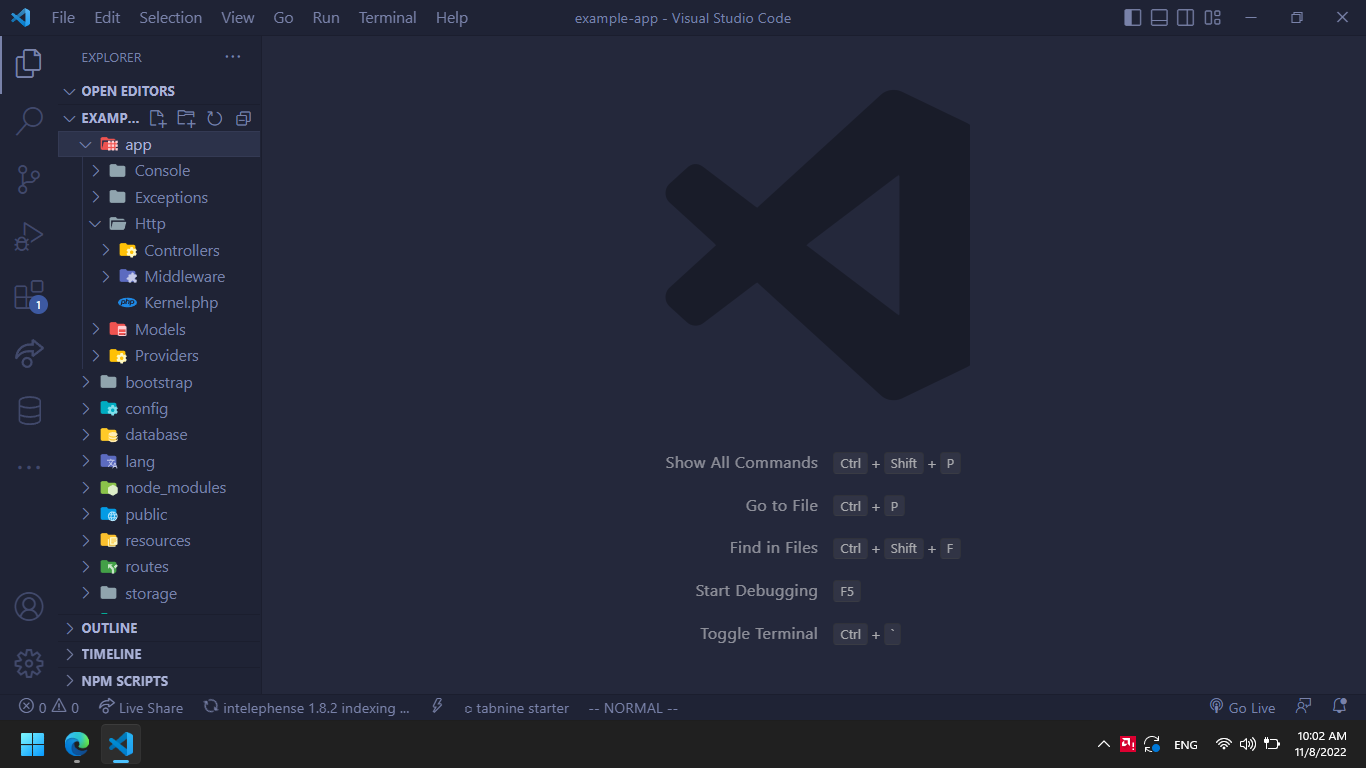 File Edit Selection View Go Run Terminal Help example-app - Visual Studio Code
EXPLORER
OPEN EDITORS
EXAMP...
app
Console
Exceptions
Http
Controllers
Middleware
php Kernel.php
Models
Providers
bootstrap
config
database
lang
node_modules
public
resources
routes
storage
OUTLINE
TIMELINE
NPM SCRIPTS
1
Show All Commands Ctrl + Shift + P
Go to File Ctrl + P
Find in Files Ctrl + Shift + F
Start Debugging F5
Toggle Terminal Ctrl + `
0 0 Live Share intelephense 1.8.2 indexing ... tabnine starter -- NORMAL -- Go Live
ENG 10:02 AM
11/8/2022